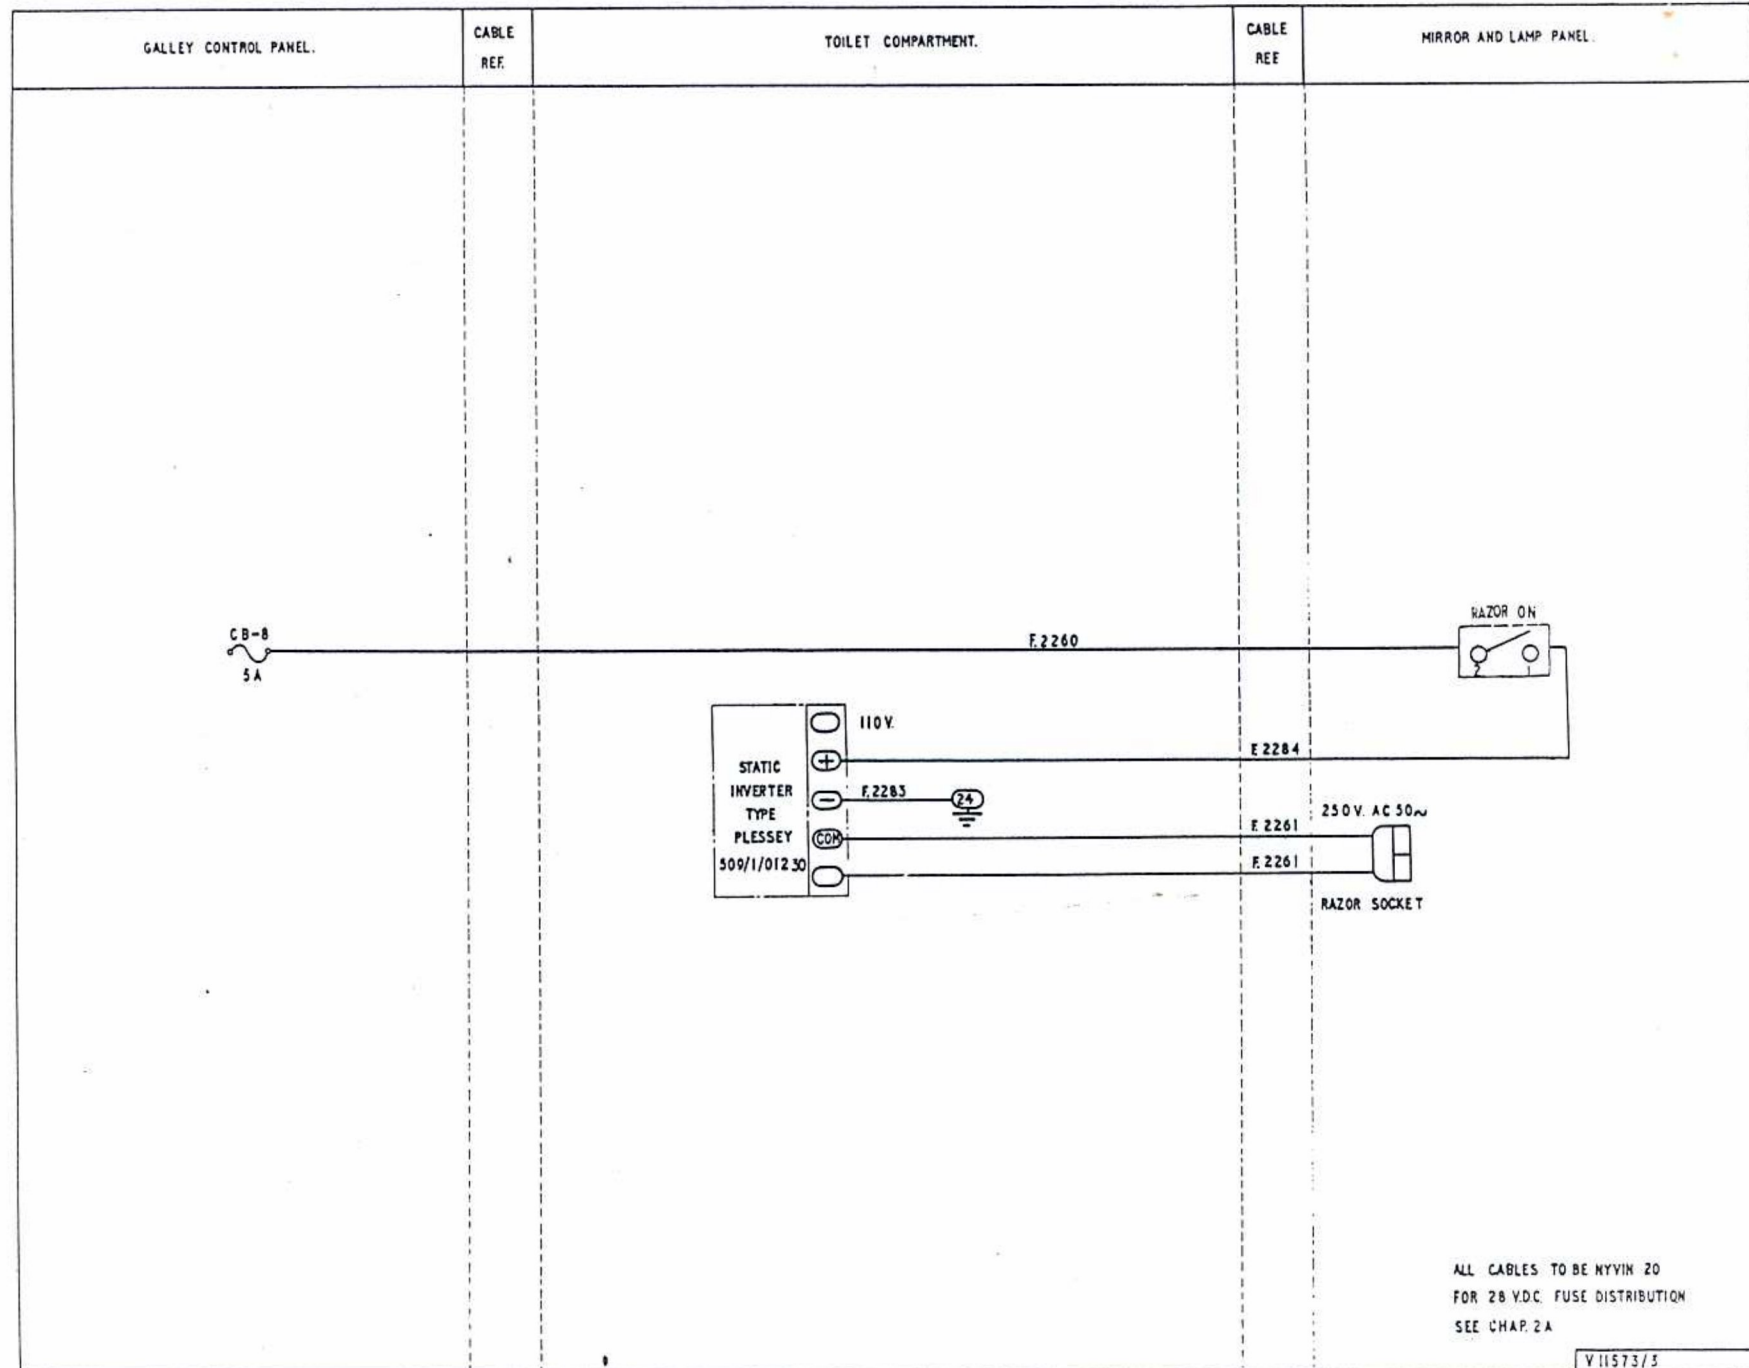 GALLEY CONTROL PANEL.
CABLE
REF.
TOILET COMPARTMENT.
CABLE
REF
MIRROR AND LAMP PANEL.
CB-8
5A
F.2260
RAZOR ON
2 1
110V.
STATIC
INVERTER
TYPE
PLESSEY
509/1/01230
+
F.2284
-
F.2283
24
COM
F.2261
F.2261
250V. AC 50~
RAZOR SOCKET
ALL CABLES TO BE NYVIN 20
FOR 28 V.D.C. FUSE DISTRIBUTION
SEE CHAP. 2A
V11573/3